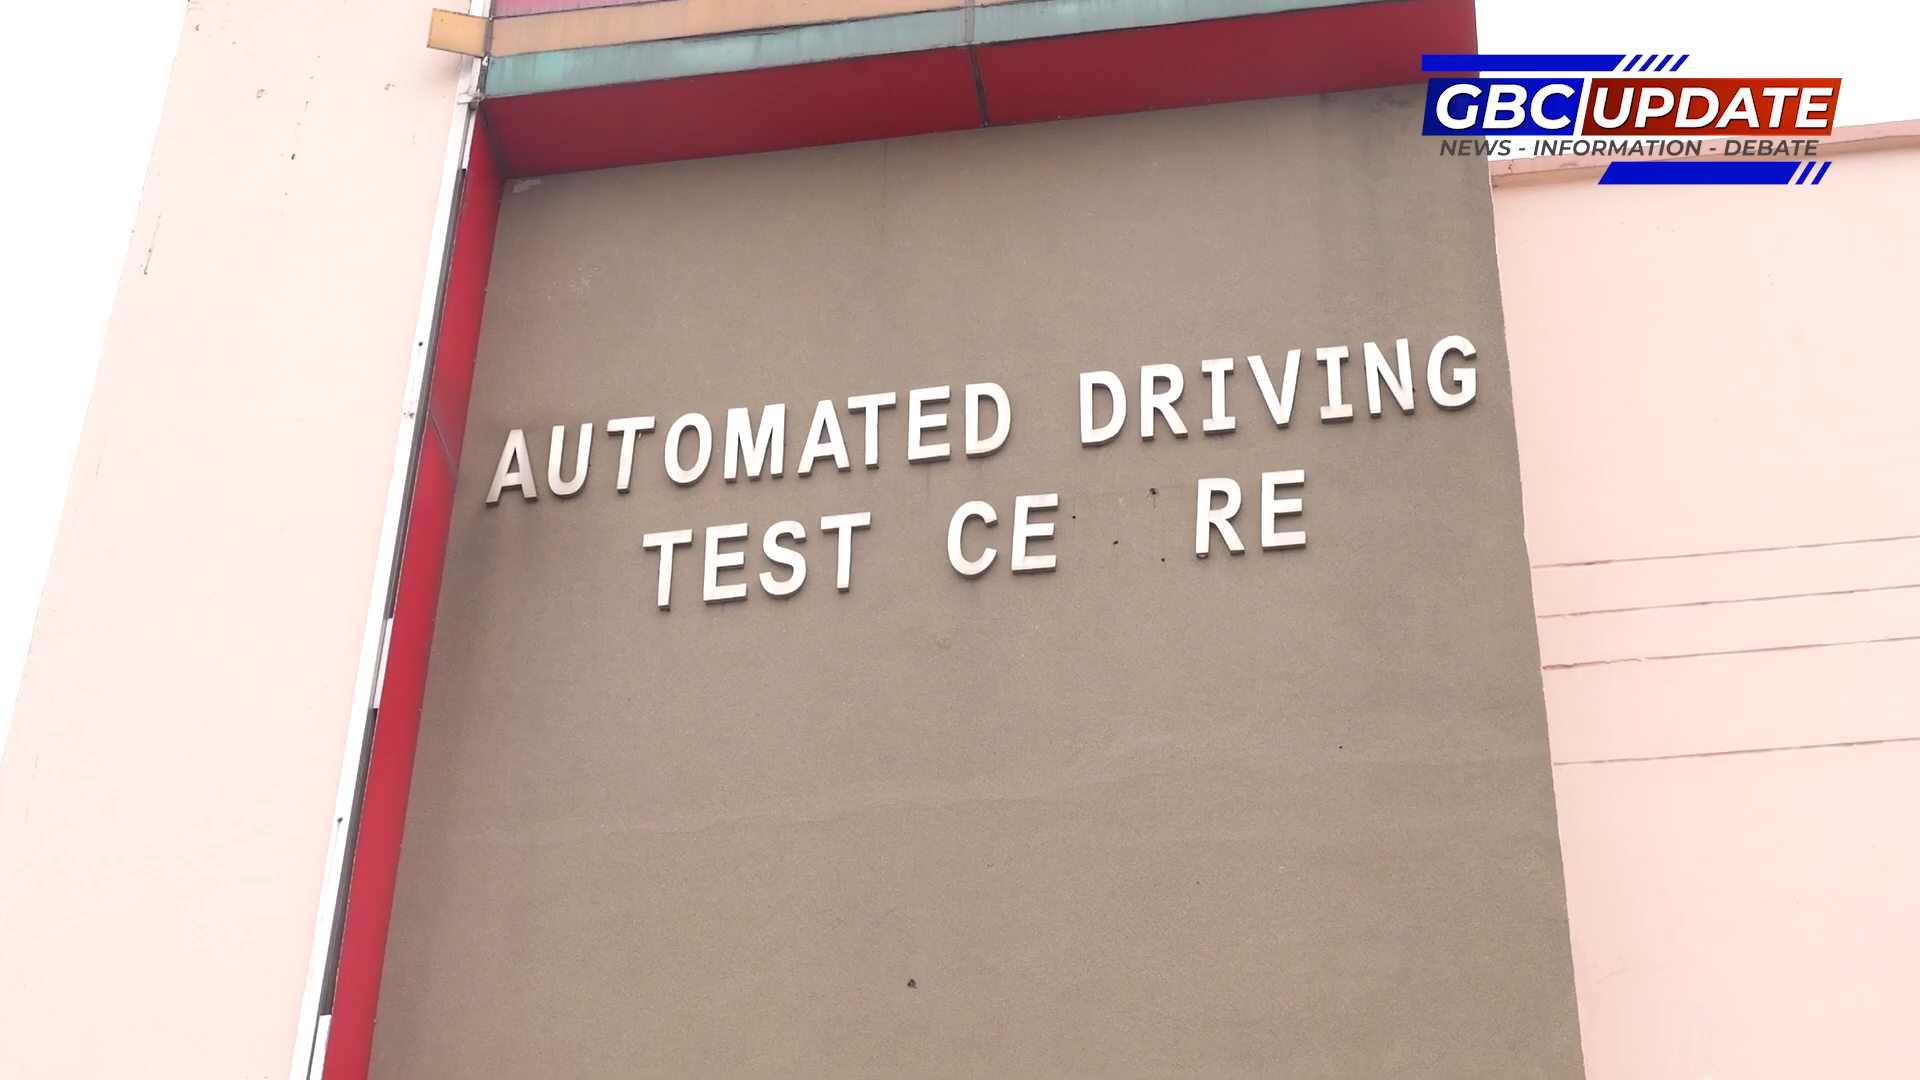 GBC UPDATE
NEWS - INFORMATION - DEBATE
AUTOMATED DRIVING
TEST CE RE